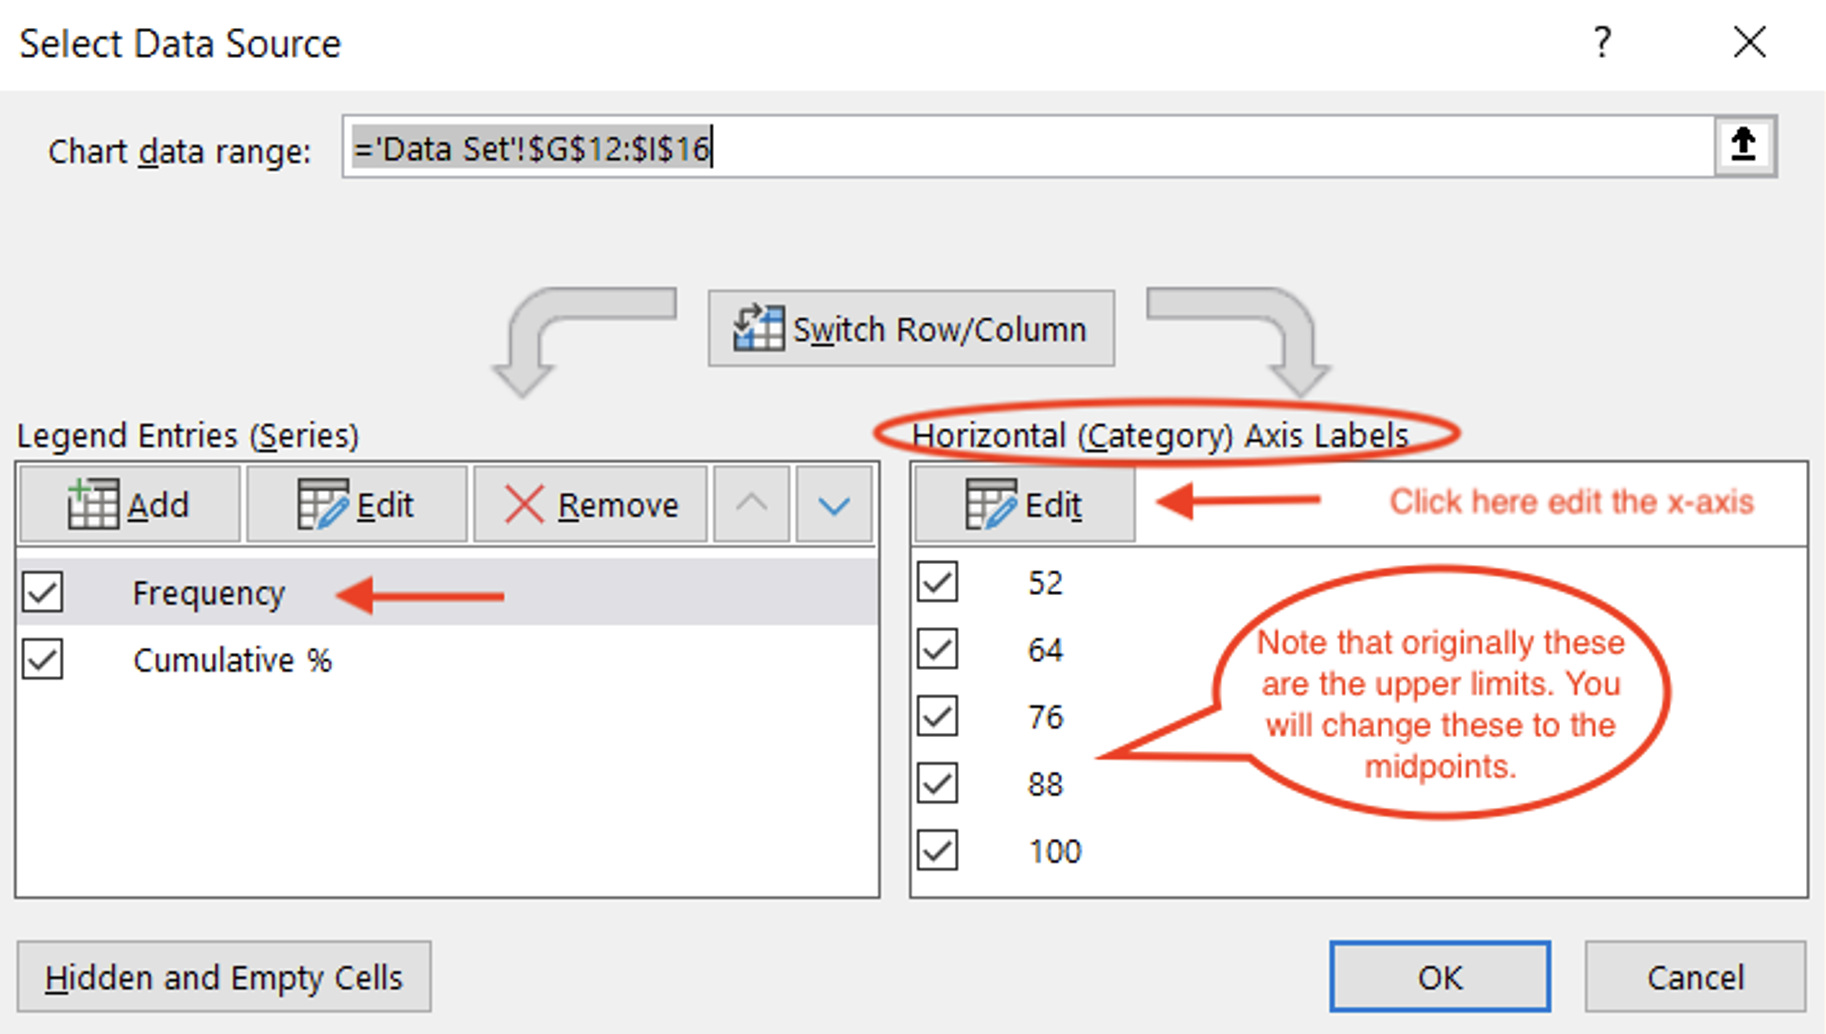 Select Data Source
?
Chart data range:
='Data Set'!$G$12:$I$16
Switch Row/Column
Legend Entries (Series)
Horizontal (Category) Axis Labels
Add
Edit
Remove
Edit
Click here edit the x-axis
Frequency
Cumulative %
52
64
76
88
100
Note that originally these
are the upper limits. You
will change these to the
midpoints.
Hidden and Empty Cells
OK
Cancel